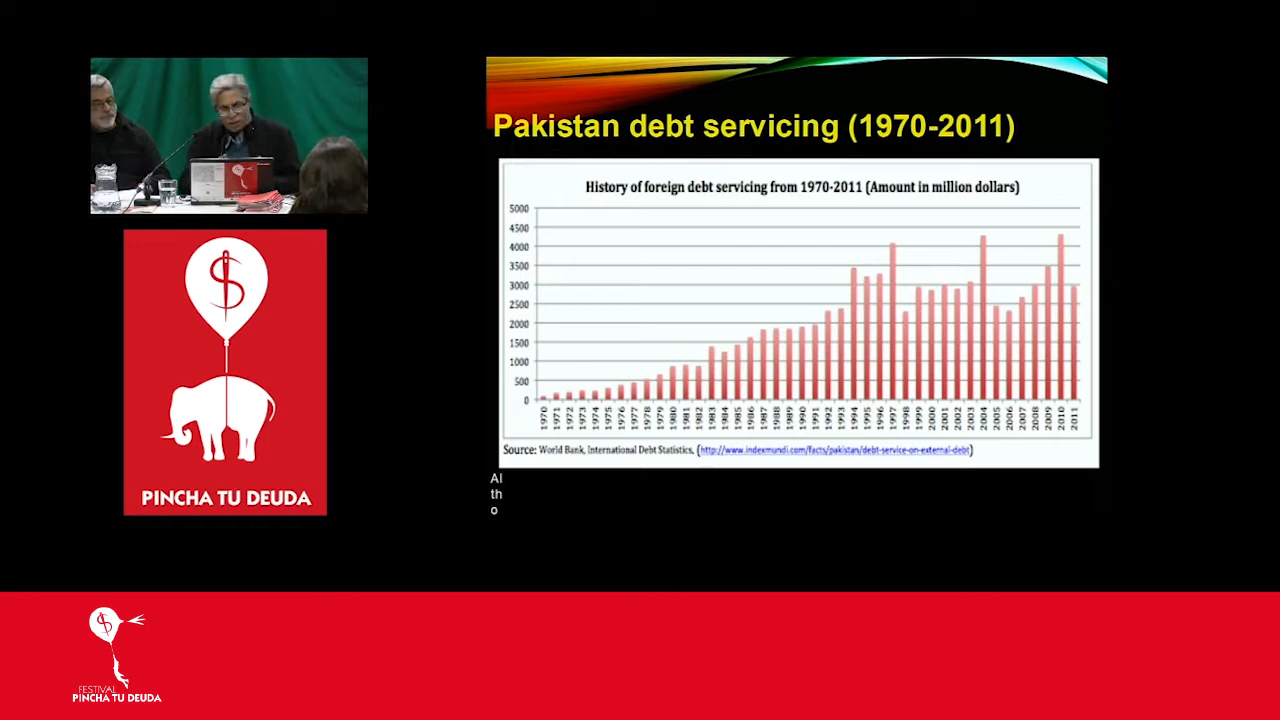 Pakistan debt servicing (1970-2011)
History of foreign debt servicing from 1970-2011 (Amount in million dollars)
5000
4500
4000
3500
3000
2500
2000
1500
1000
500
0
1970 1971 1972 1973 1974 1975 1976 1977 1978 1979 1980 1981 1982 1983 1984 1985 1986 1987 1988 1989 1990 1991 1992 1993 1994 1995 1996 1997 1998 1999 2000 2001 2002 2003 2004 2005 2006 2007 2008 2009 2010 2011
Source: World Bank, International Debt Statistics, (http://www.indexmundi.com/facts/pakistan/debt-service-on-external-debt)
Al
th
o
PINCHA TU DEUDA
FESTIVAL
PINCHA TU DEUDA